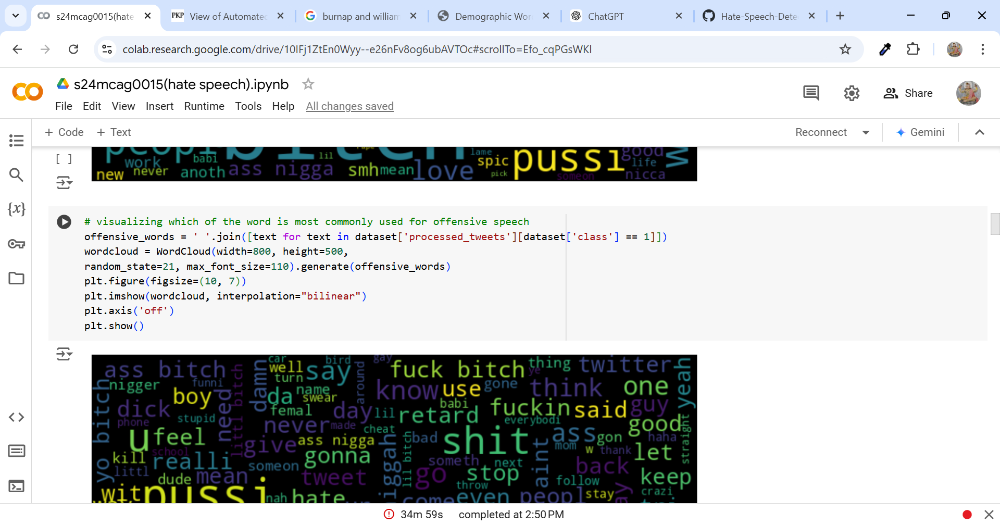 s24mcag0015(hate
View of Automate
burnap and william
Demographic Wor
ChatGPT
Hate-Speech-Dete
colab.research.google.com/drive/10IFj1ZtEn0Wyy--e26nFv8og6ubAVTOc#scrollTo=Efo_cqPGsWKl
s24mcag0015(hate speech).ipynb
File Edit View Insert Runtime Tools Help All changes saved
Share
+ Code + Text
Reconnect
Gemini
[ ]
peopl bitch lil lame good
work babi spic pussi life
new never anoth ass nigga smh mean love pick someon nicca
# visualizing which of the word is most commonly used for offensive speech
offensive_words = ' '.join([text for text in dataset['processed_tweets'][dataset['class'] == 1]])
wordcloud = WordCloud(width=800, height=500,
random_state=21, max_font_size=110).generate(offensive_words)
plt.figure(figsize=(10, 7))
plt.imshow(wordcloud, interpolation="bilinear")
plt.axis('off')
plt.show()
ass bitch damn car bird gay fuck bitch thing twitter yeah
nigger funni well say around ye
boy need turn name know use gone think one
yo bitch dick littl bitch da swear babi guy
phone stupid femal day lil retard fuckin said
u feel never made cheat everybodi good
school give ass nigga niggah lil bitch bad shit ass gon haha straight
kill realli someon gonna someth next aint mom w thank let
yo littl dude mean tweet go stop back
wit pussi throw follow keep
nah hate come even peopl stay crazi
34m 59s completed at 2:50 PM